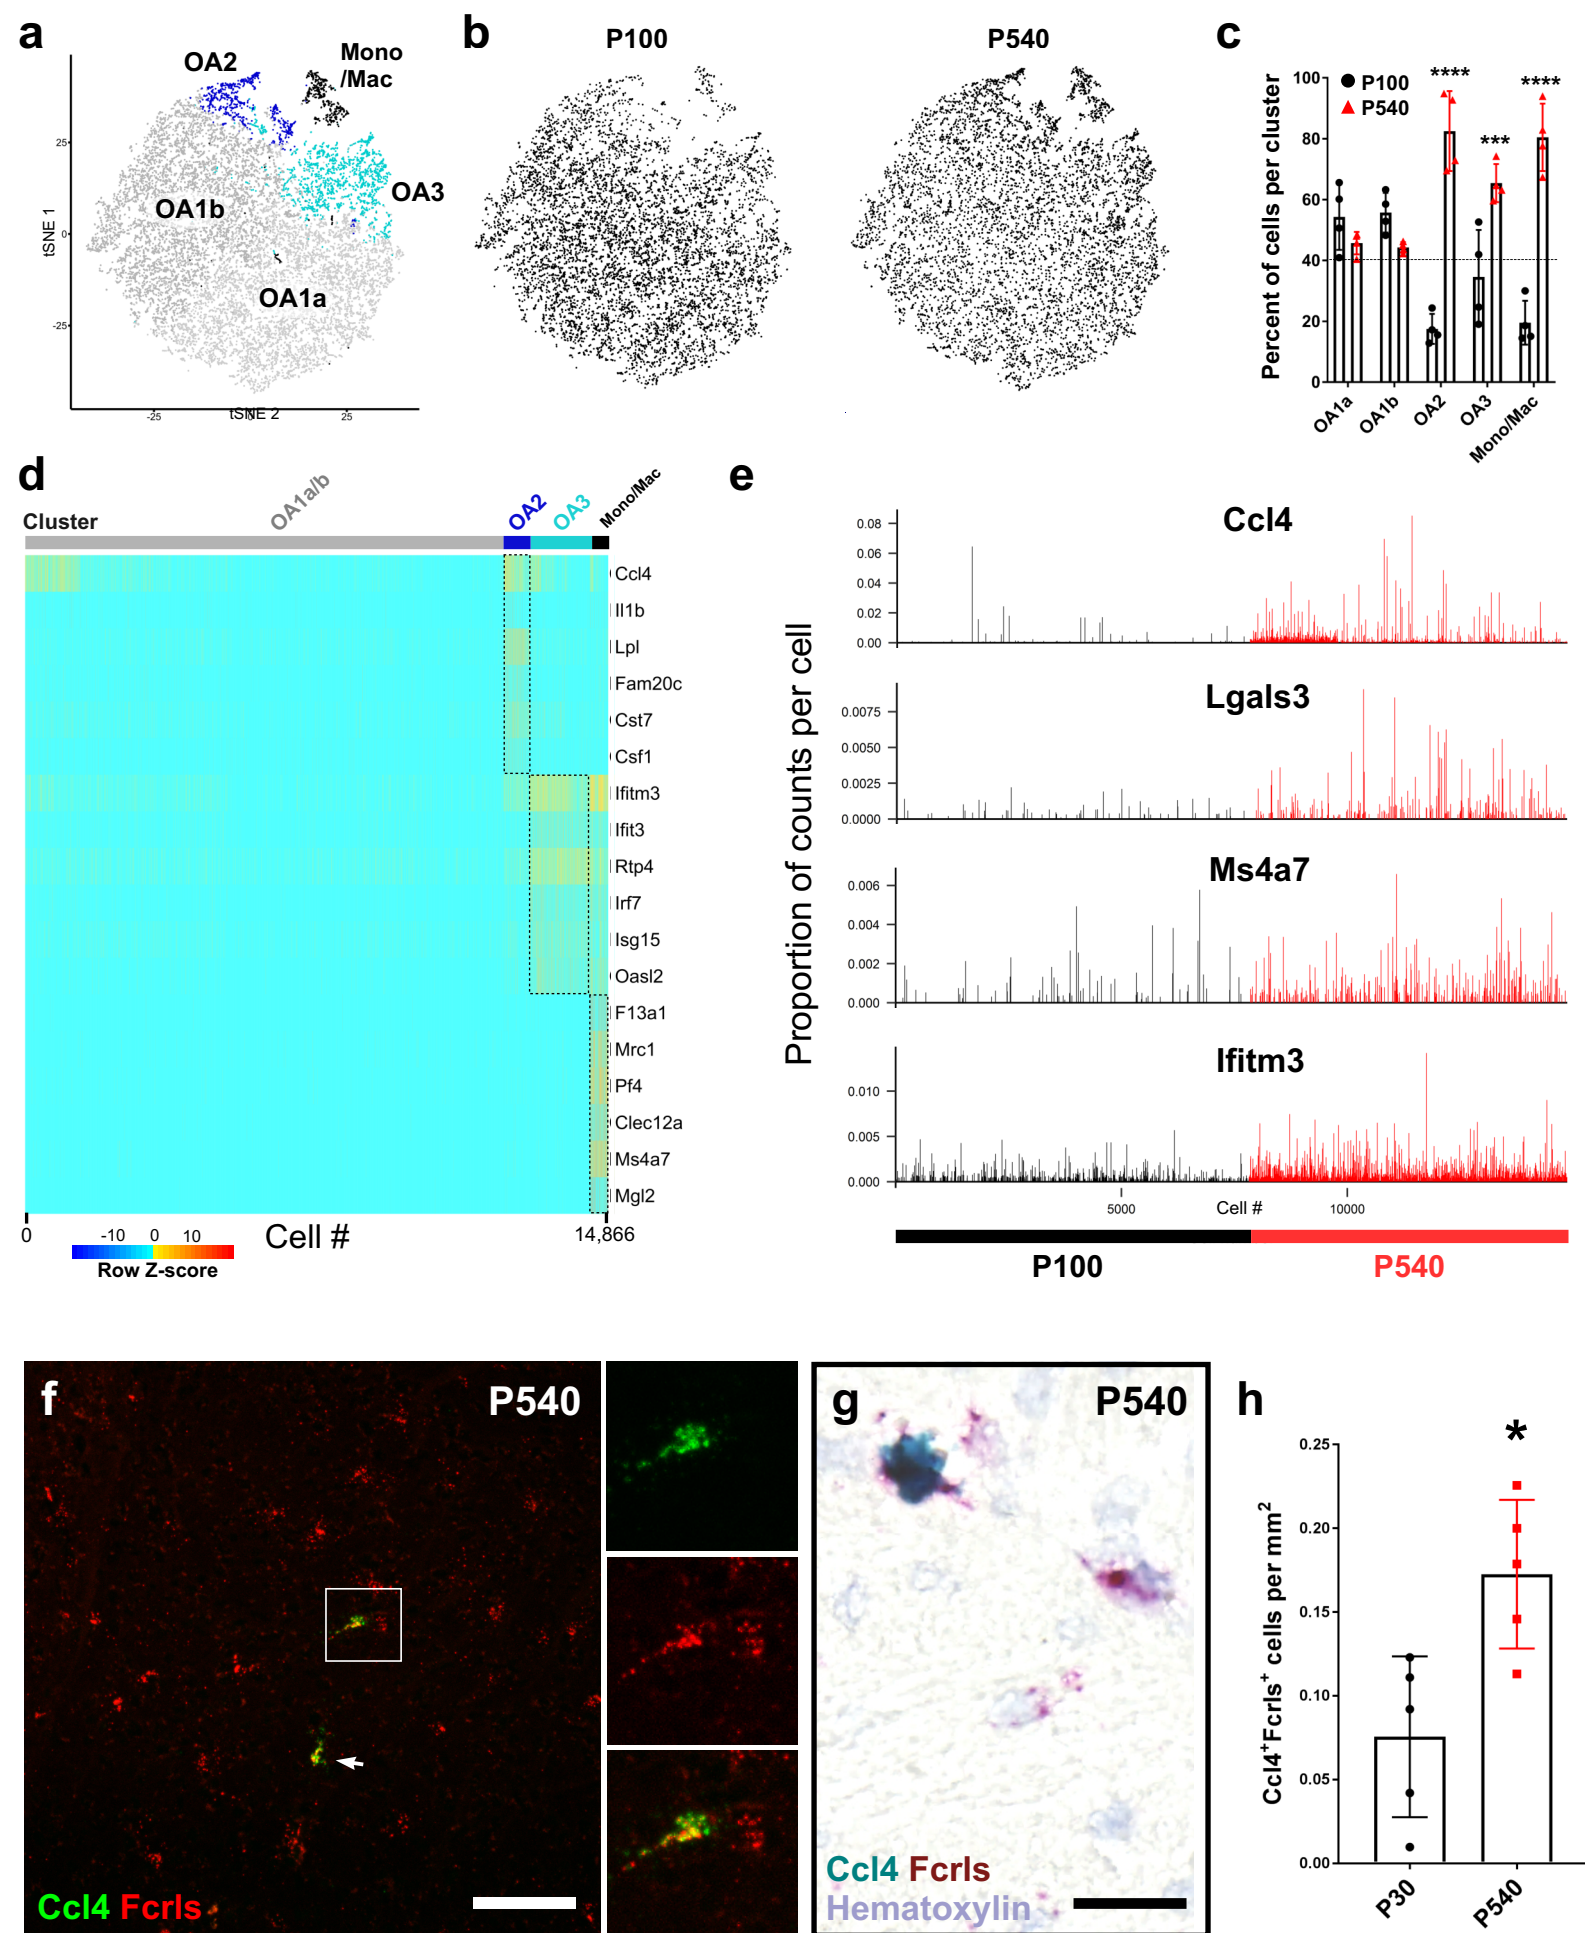 a
OA2
Mono
/Mac
OA3
OA1b
OA1a
25
0
-25
tSNE 1
-25
tSNE 2
25
b
P100
P540
c
P100
P540
****
***
****
100
80
60
40
20
0
Percent of cells per cluster
OA1a
OA1b
OA2
OA3
Mono/Mac
d
Cluster
OA1a/b
OA2
OA3
Mono/Mac
Ccl4
Il1b
Lpl
Fam20c
Cst7
Csf1
Ifitm3
Ifit3
Rtp4
Irf7
Isg15
Oasl2
F13a1
Mrc1
Pf4
Clec12a
Ms4a7
Mgl2
0
Cell #
14,866
-10
0
10
Row Z-score
e
Proportion of counts per cell
Ccl4
0.08
0.06
0.04
0.02
0.00
Lgals3
0.0075
0.0050
0.0025
0.0000
Ms4a7
0.006
0.004
0.002
0.000
Ifitm3
0.010
0.005
0.000
5000
Cell #
10000
P100
P540
f
P540
Ccl4 Fcrls
g
P540
Ccl4 Fcrls
Hematoxylin
h
*
0.25
0.20
0.15
0.10
0.05
0.00
Ccl4⁺Fcrls⁺ cells per mm²
P30
P540